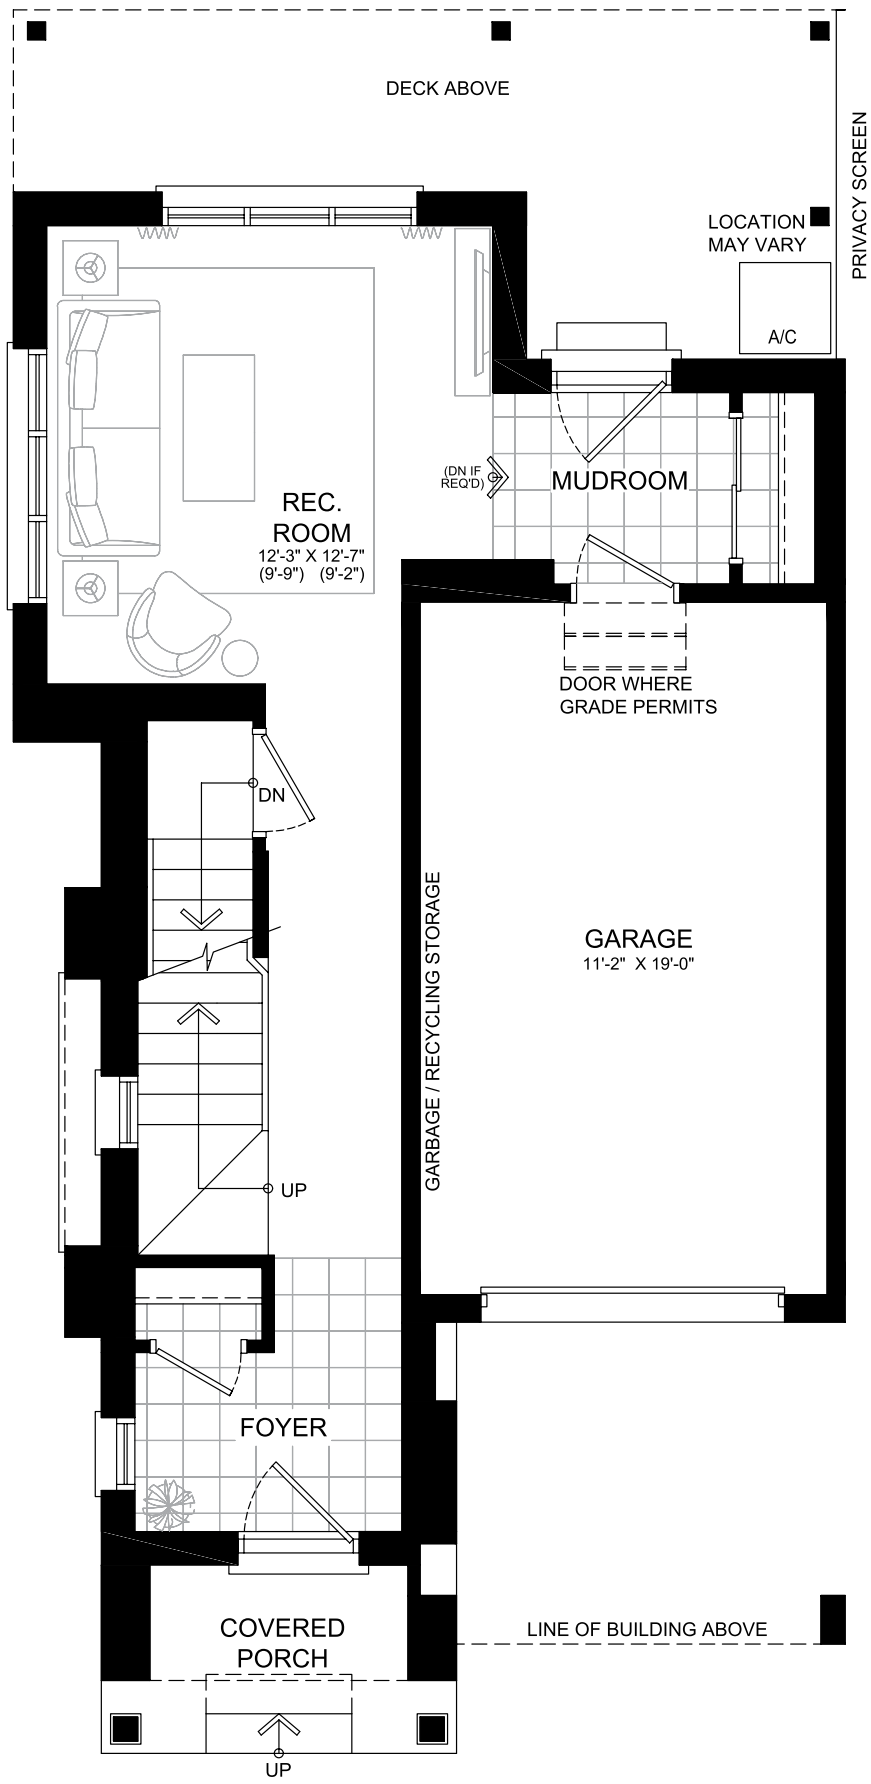 DECK ABOVE
PRIVACY SCREEN
LOCATION
MAY VARY
A/C
(DN IF
REQ'D)
MUDROOM
REC.
ROOM
12'-3" X 12'-7"
(9'-9") (9'-2")
DOOR WHERE
GRADE PERMITS
DN
GARBAGE / RECYCLING STORAGE
GARAGE
11'-2" X 19'-0"
UP
FOYER
COVERED
PORCH
LINE OF BUILDING ABOVE
UP